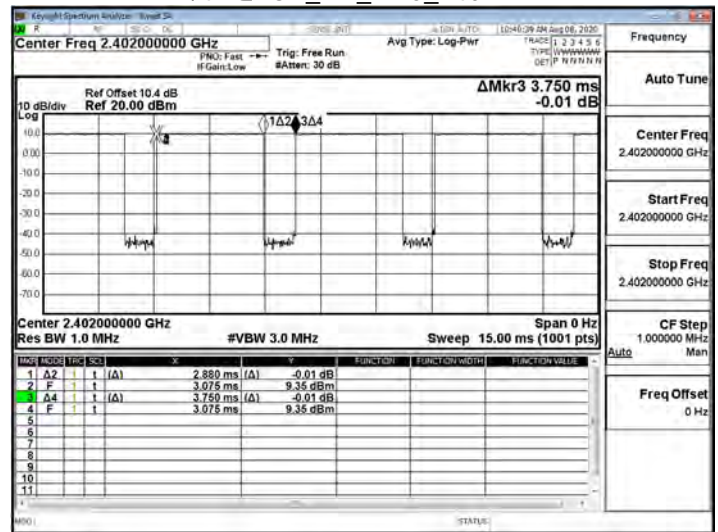 Keysight Spectrum Analyzer - Swept SA
R
10:40:39 AM Aug 08, 2020
Center Freq 2.402000000 GHz
PNO: Fast
IFGain:Low
Trig: Free Run
#Atten: 30 dB
Avg Type: Log-Pwr
TRACE 1 2 3 4 5 6
TYPE
DET P N N N N N
Frequency
Auto Tune
Center Freq
2.402000000 GHz
Start Freq
2.402000000 GHz
Stop Freq
2.402000000 GHz
CF Step
1.000000 MHz
Auto Man
Freq Offset
0 Hz
ΔMkr3 3.750 ms
-0.01 dB
Ref Offset 10.4 dB
Ref 20.00 dBm
10 dB/div
Log
10.0
0.00
-10.0
-20.0
-30.0
-40.0
-50.0
-60.0
-70.0
1Δ2 3Δ4
Center 2.402000000 GHz
Span 0 Hz
Res BW 1.0 MHz
#VBW 3.0 MHz
Sweep 15.00 ms (1001 pts)
MKR MODE TRC SCL X Y FUNCTION FUNCTION WIDTH FUNCTION VALUE
1 Δ2 1 t (Δ) 2.880 ms (Δ) -0.01 dB
2 F 1 t 3.075 ms 9.35 dBm
3 Δ4 1 t (Δ) 3.750 ms (Δ) -0.01 dB
4 F 1 t 3.075 ms 9.35 dBm
5
6
7
8
9
10
11
MSG
STATUS